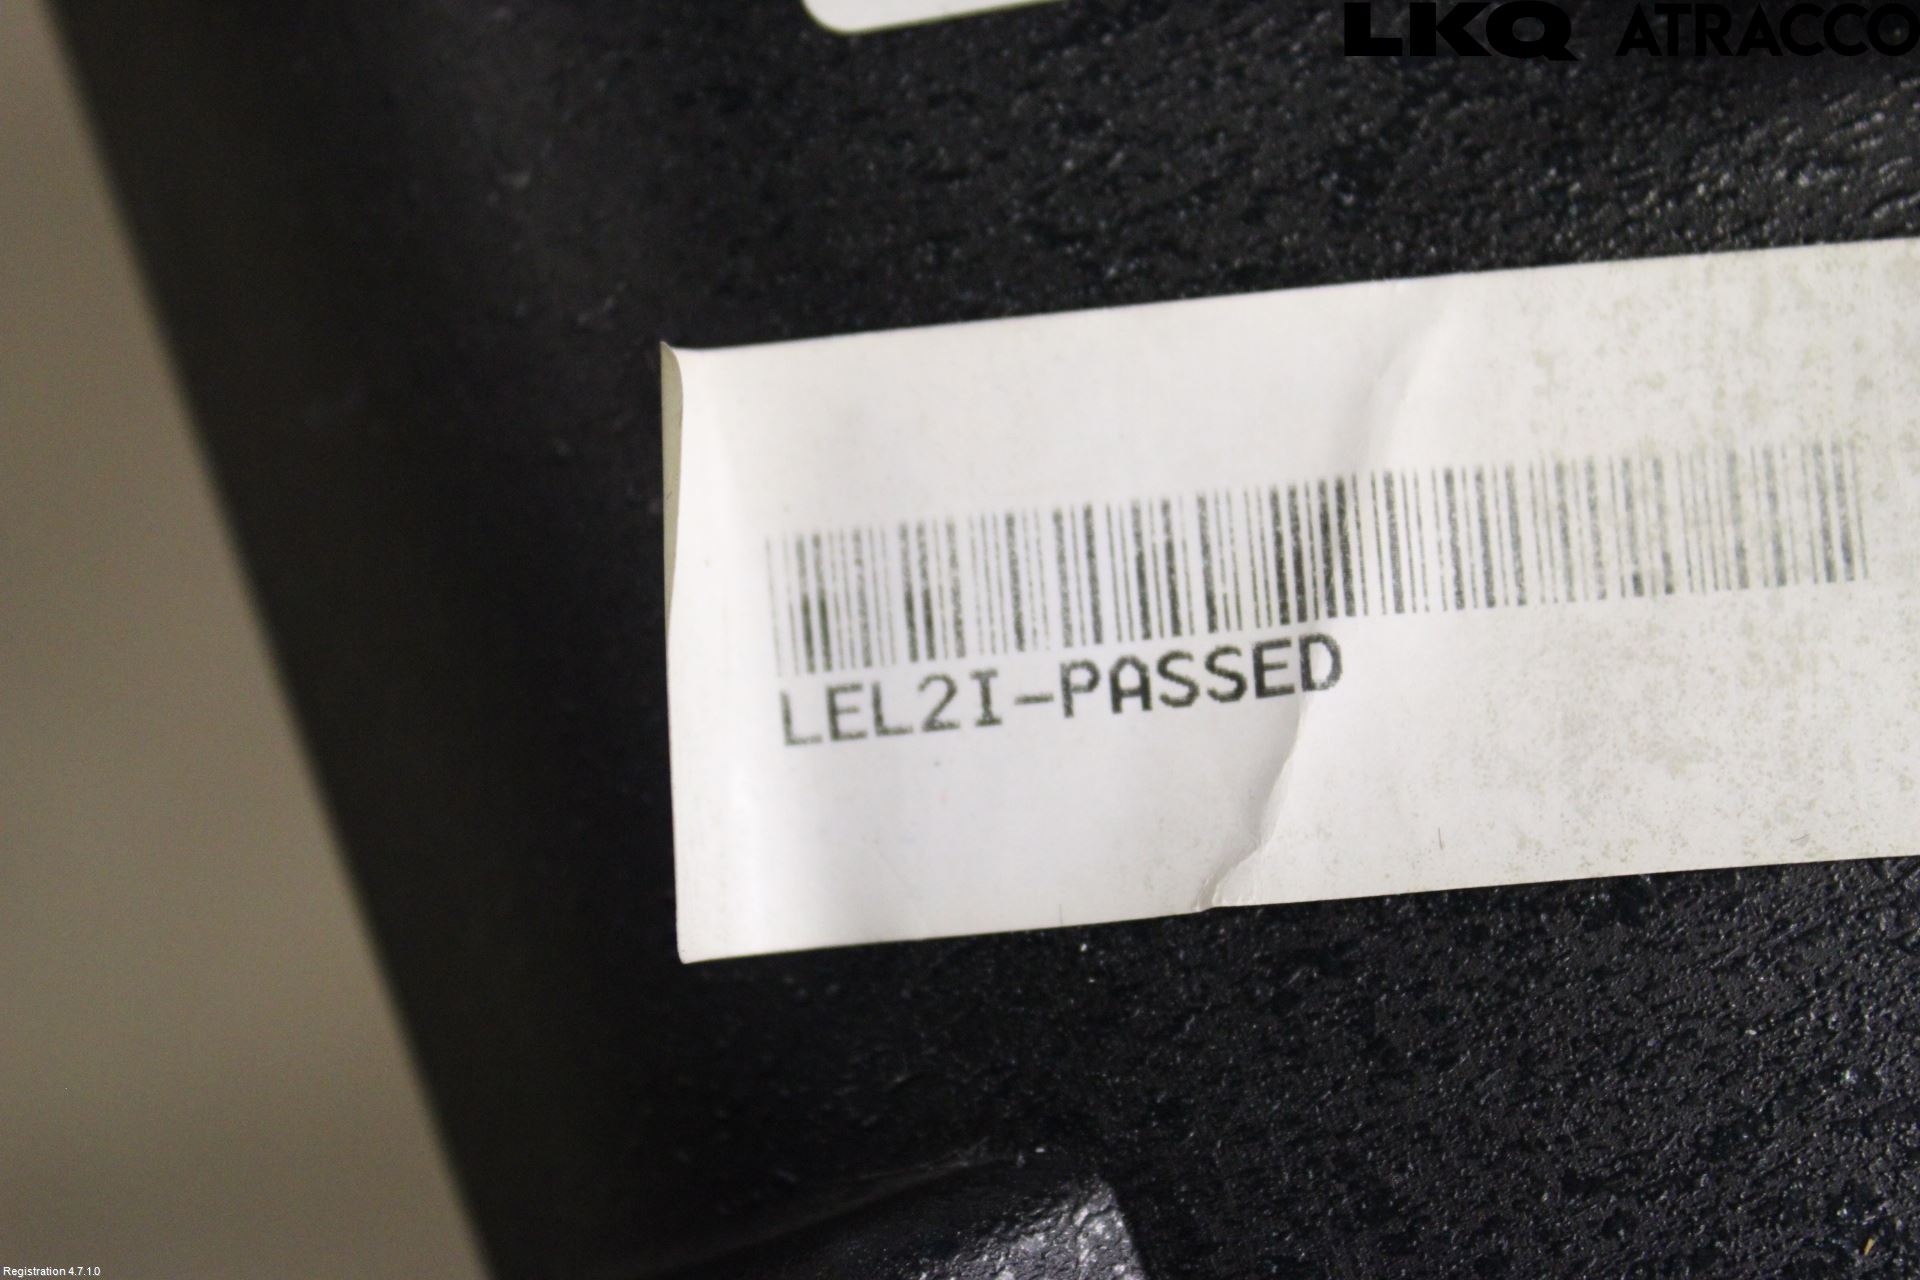 LKQ ATRACCO
LEL2I-PASSED
Registration 4.7.1.0